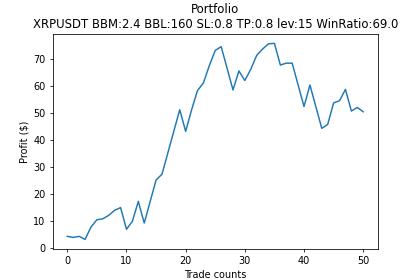 Portfolio
XRPUSDT BBM:2.4 BBL:160 SL:0.8 TP:0.8 lev:15 WinRatio:69.0
Profit ($)
70
60
50
40
30
20
10
0
0 10 20 30 40 50
Trade counts